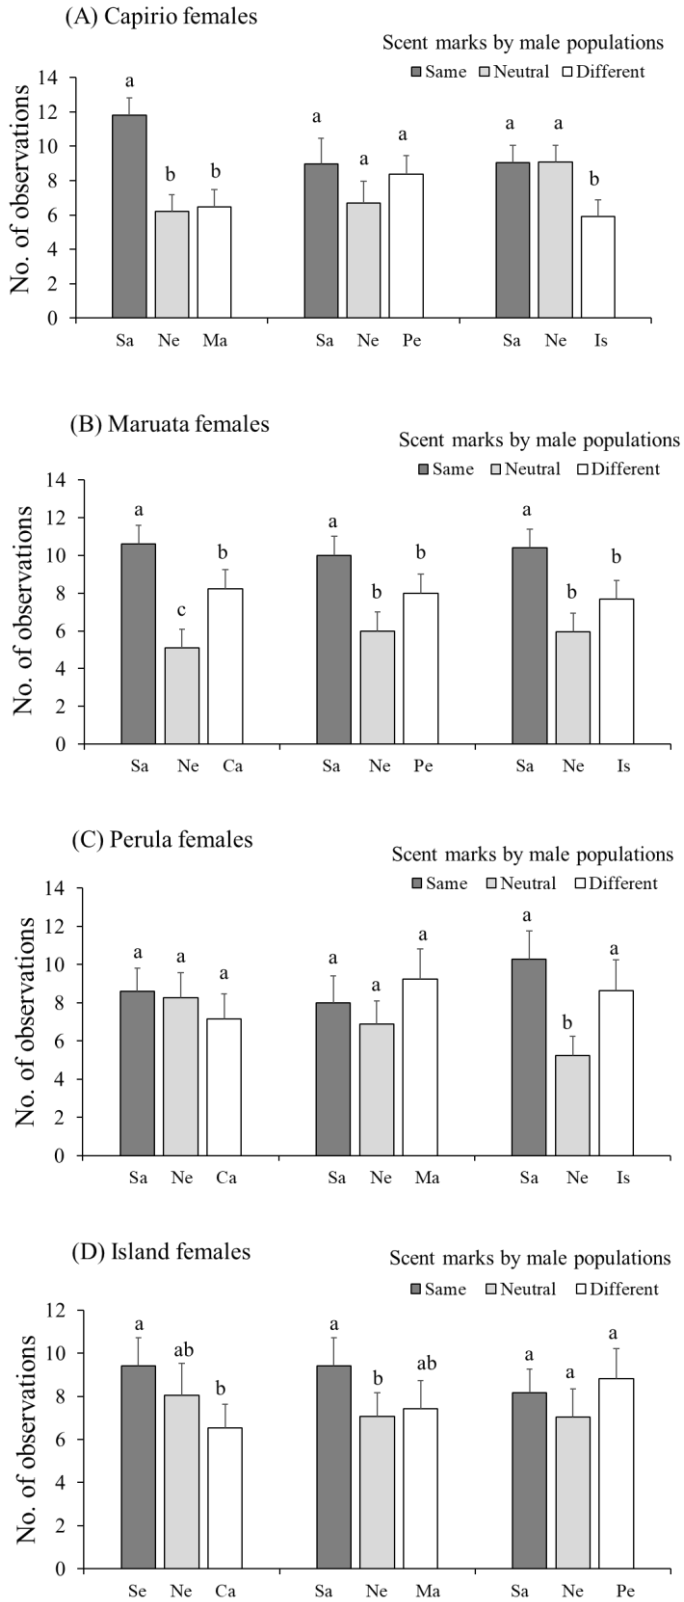 (A) Capirio females
Scent marks by male populations
Same Neutral Different
No. of observations
14
12
10
8
6
4
2
0
a b b a a a a a b
Sa Ne Ma Sa Ne Pe Sa Ne Is
(B) Maruata females
Scent marks by male populations
Same Neutral Different
No. of observations
14
12
10
8
6
4
2
0
a c b a b b a b b
Sa Ne Ca Sa Ne Pe Sa Ne Is
(C) Perula females
Scent marks by male populations
Same Neutral Different
No. of observations
14
12
10
8
6
4
2
0
a a a a a a a b a
Sa Ne Ca Sa Ne Ma Sa Ne Is
(D) Island females
Scent marks by male populations
Same Neutral Different
No. of observations
12
10
8
6
4
2
0
a ab b a b ab a a a
Se Ne Ca Sa Ne Ma Sa Ne Pe